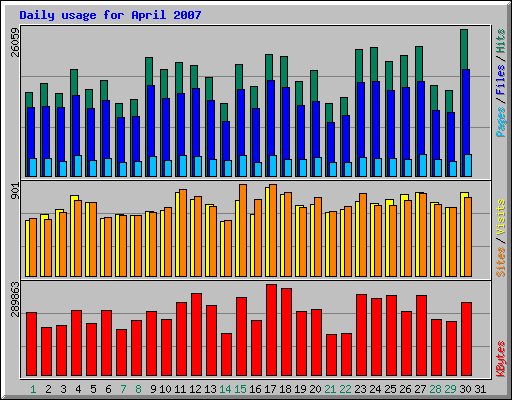 Daily usage for April 2007
26059
Pages / Files / Hits
901
Sites / Visits
289863
KBytes
1 2 3 4 5 6 7 8 9 10 11 12 13 14 15 16 17 18 19 20 21 22 23 24 25 26 27 28 29 30 31